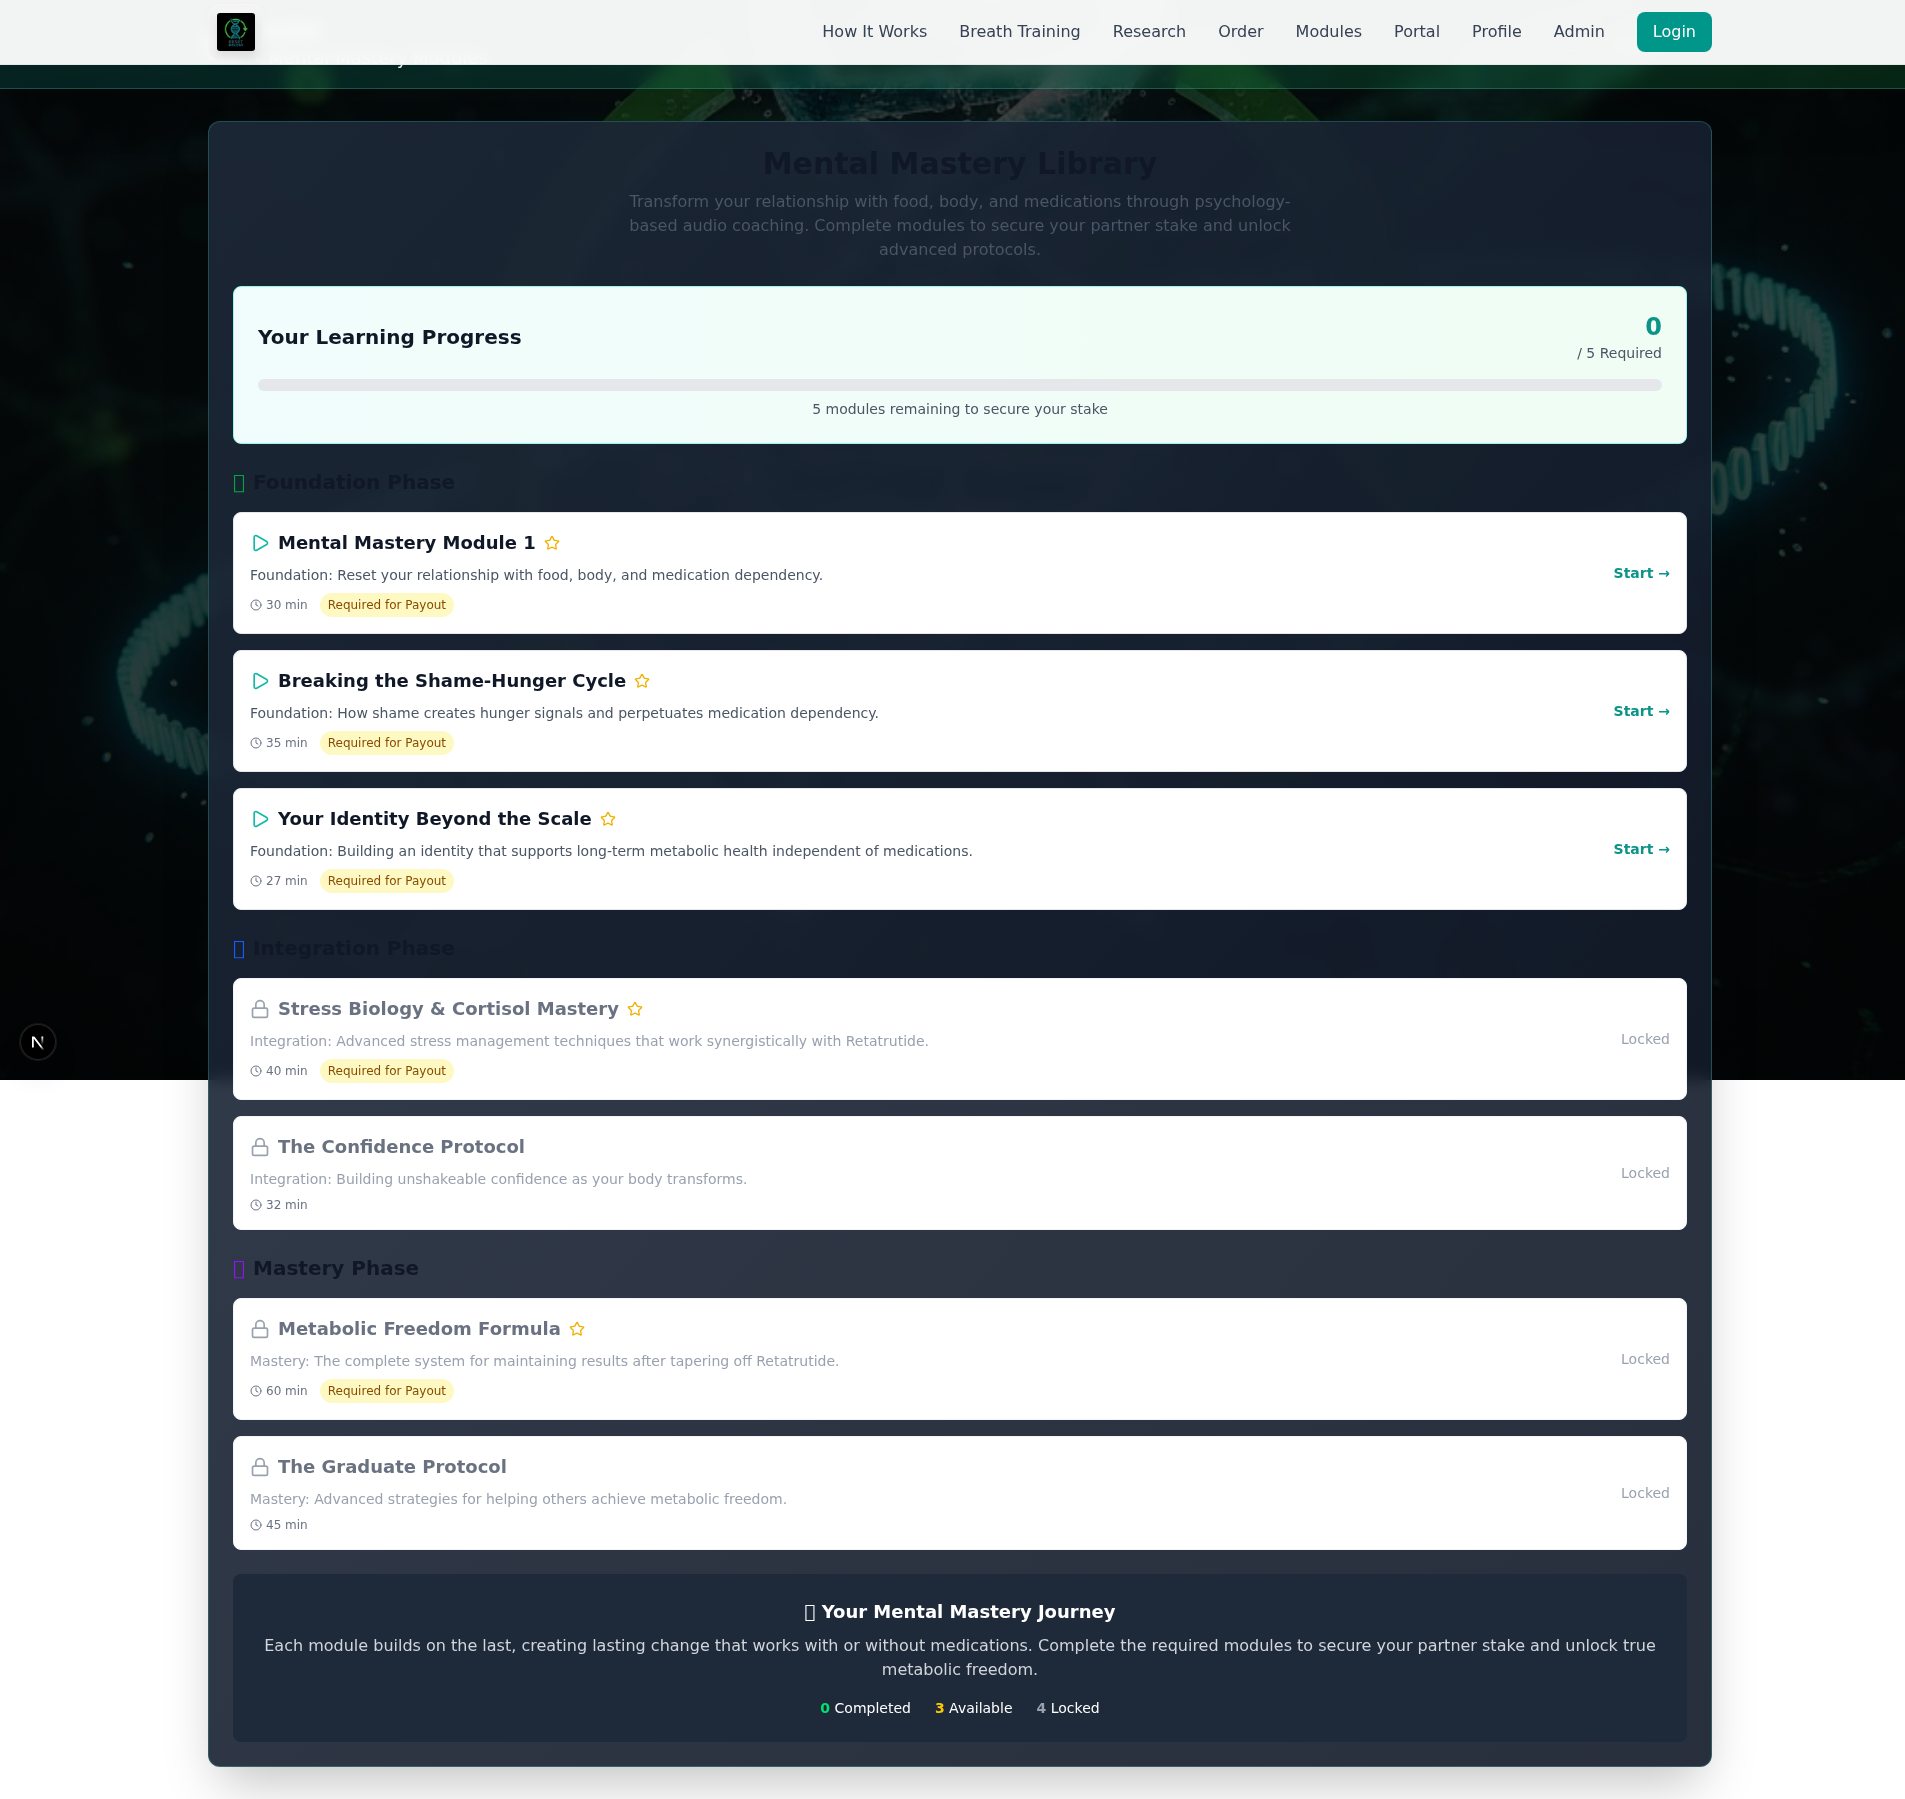 How It Works Breath Training Research Order Modules Portal Profile Admin Login
Mental Mastery Library
Transform your relationship with food, body, and medications through psychology-
based audio coaching. Complete modules to secure your partner stake and unlock
advanced protocols.
Your Learning Progress
0
/ 5 Required
5 modules remaining to secure your stake
Foundation Phase
Mental Mastery Module 1
Foundation: Reset your relationship with food, body, and medication dependency.
Start →
30 min Required for Payout
Breaking the Shame-Hunger Cycle
Foundation: How shame creates hunger signals and perpetuates medication dependency.
Start →
35 min Required for Payout
Your Identity Beyond the Scale
Foundation: Building an identity that supports long-term metabolic health independent of medications.
Start →
27 min Required for Payout
Integration Phase
Stress Biology & Cortisol Mastery
Integration: Advanced stress management techniques that work synergistically with Retatrutide.
Locked
40 min Required for Payout
The Confidence Protocol
Integration: Building unshakeable confidence as your body transforms.
Locked
32 min
Mastery Phase
Metabolic Freedom Formula
Mastery: The complete system for maintaining results after tapering off Retatrutide.
Locked
60 min Required for Payout
The Graduate Protocol
Mastery: Advanced strategies for helping others achieve metabolic freedom.
Locked
45 min
Your Mental Mastery Journey
Each module builds on the last, creating lasting change that works with or without medications. Complete the required modules to secure your partner stake and unlock true
metabolic freedom.
0 Completed 3 Available 4 Locked